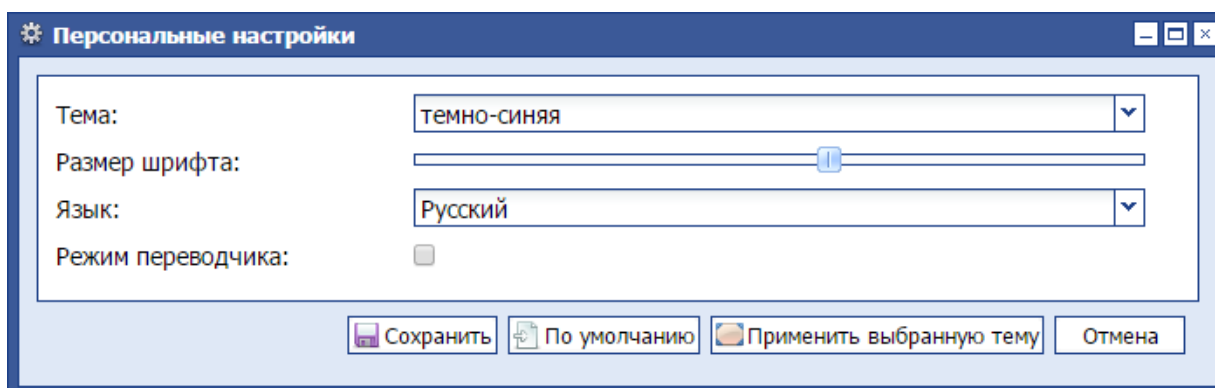 Персональные настройки
Тема: темно-синяя
Размер шрифта:
Язык: Русский
Режим переводчика:
Сохранить По умолчанию Применить выбранную тему Отмена